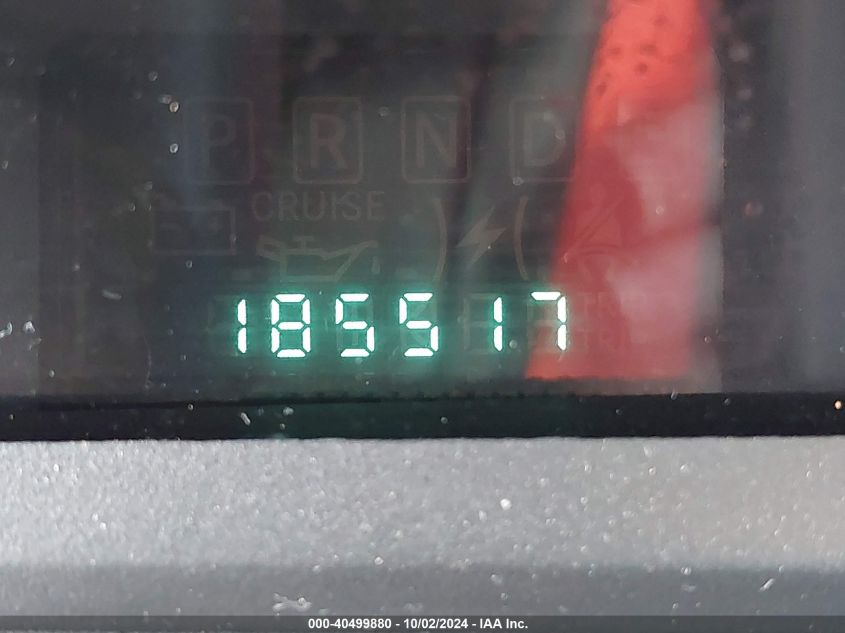 P R N D
CRUISE
185517
000-40499880 - 10/02/2024 - IAA Inc.